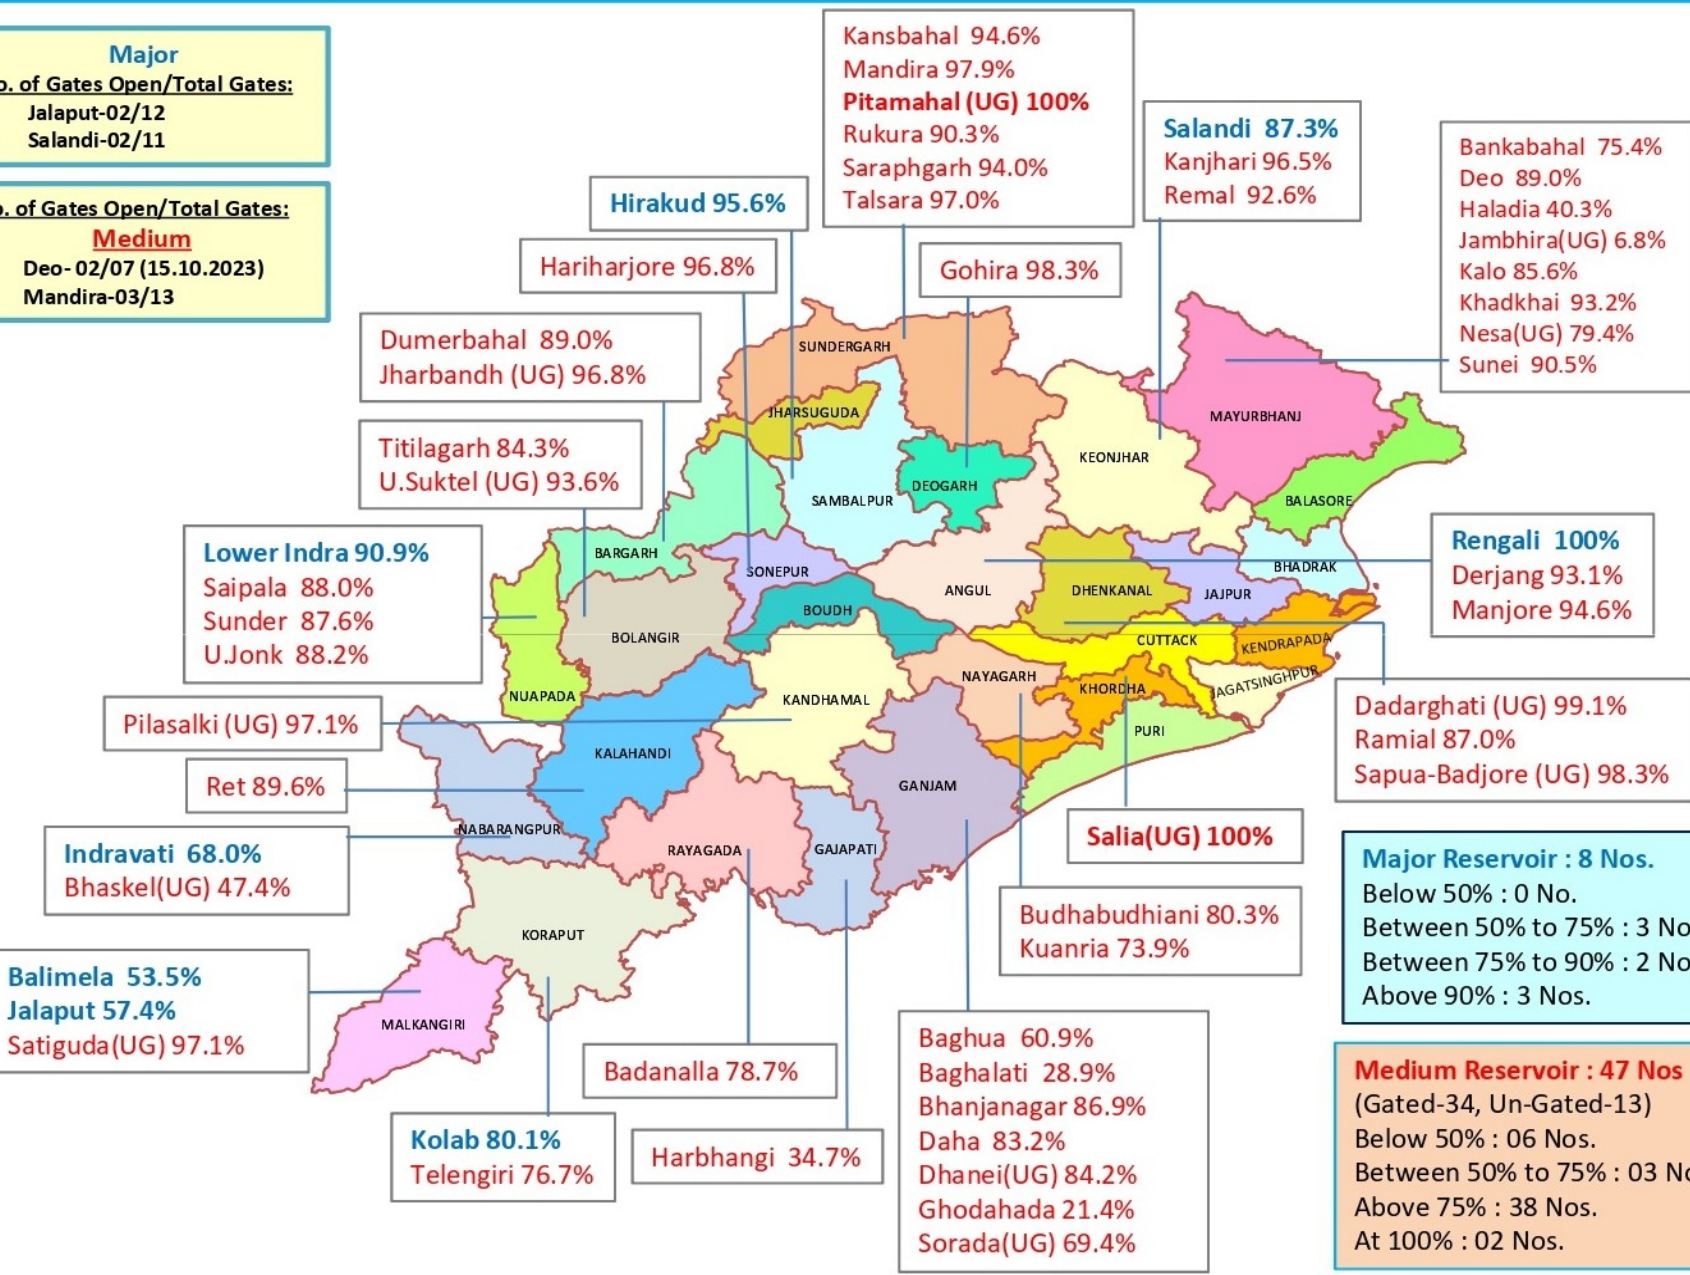 Major
o. of Gates Open/Total Gates:
Jalaput-02/12
Salandi-02/11
o. of Gates Open/Total Gates:
Medium
Deo- 02/07 (15.10.2023)
Mandira-03/13
Kansbahal 94.6%
Mandira 97.9%
Pitamahal (UG) 100%
Rukura 90.3%
Saraphgarh 94.0%
Talsara 97.0%
Salandi 87.3%
Kanjhari 96.5%
Remal 92.6%
Bankabahal 75.4%
Deo 89.0%
Haladia 40.3%
Jambhira(UG) 6.8%
Kalo 85.6%
Khadkhai 93.2%
Nesa(UG) 79.4%
Sunei 90.5%
Hirakud 95.6%
Hariharjore 96.8%
Gohira 98.3%
Dumerbahal 89.0%
Jharbandh (UG) 96.8%
Titilagarh 84.3%
U.Suktel (UG) 93.6%
Lower Indra 90.9%
Saipala 88.0%
Sunder 87.6%
U.Jonk 88.2%
Pilasalki (UG) 97.1%
Ret 89.6%
Indravati 68.0%
Bhaskel(UG) 47.4%
Balimela 53.5%
Jalaput 57.4%
Satiguda(UG) 97.1%
SUNDERGARH
JHARSUGUDA
MAYURBHANJ
KEONJHAR
DEOGARH
SAMBALPUR
BALASORE
BARGARH
SONEPUR
BHADRAK
ANGUL
DHENKANAL
JAJPUR
BOUDH
BOLANGIR
CUTTACK
KENDRAPADA
NAYAGARH
KHORDHA
JAGATSINGHPUR
NUAPADA
KANDHAMAL
PURI
KALAHANDI
GANJAM
NABARANGPUR
RAYAGADA
GAJAPATI
KORAPUT
MALKANGIRI
Rengali 100%
Derjang 93.1%
Manjore 94.6%
Dadarghati (UG) 99.1%
Ramial 87.0%
Sapua-Badjore (UG) 98.3%
Salia(UG) 100%
Budhabudhiani 80.3%
Kuanria 73.9%
Badanalla 78.7%
Kolab 80.1%
Telengiri 76.7%
Harbhangi 34.7%
Baghua 60.9%
Baghalati 28.9%
Bhanjanagar 86.9%
Daha 83.2%
Dhanei(UG) 84.2%
Ghodahada 21.4%
Sorada(UG) 69.4%
Major Reservoir : 8 Nos.
Below 50% : 0 No.
Between 50% to 75% : 3 No
Between 75% to 90% : 2 No
Above 90% : 3 Nos.
Medium Reservoir : 47 Nos
(Gated-34, Un-Gated-13)
Below 50% : 06 Nos.
Between 50% to 75% : 03 No
Above 75% : 38 Nos.
At 100% : 02 Nos.